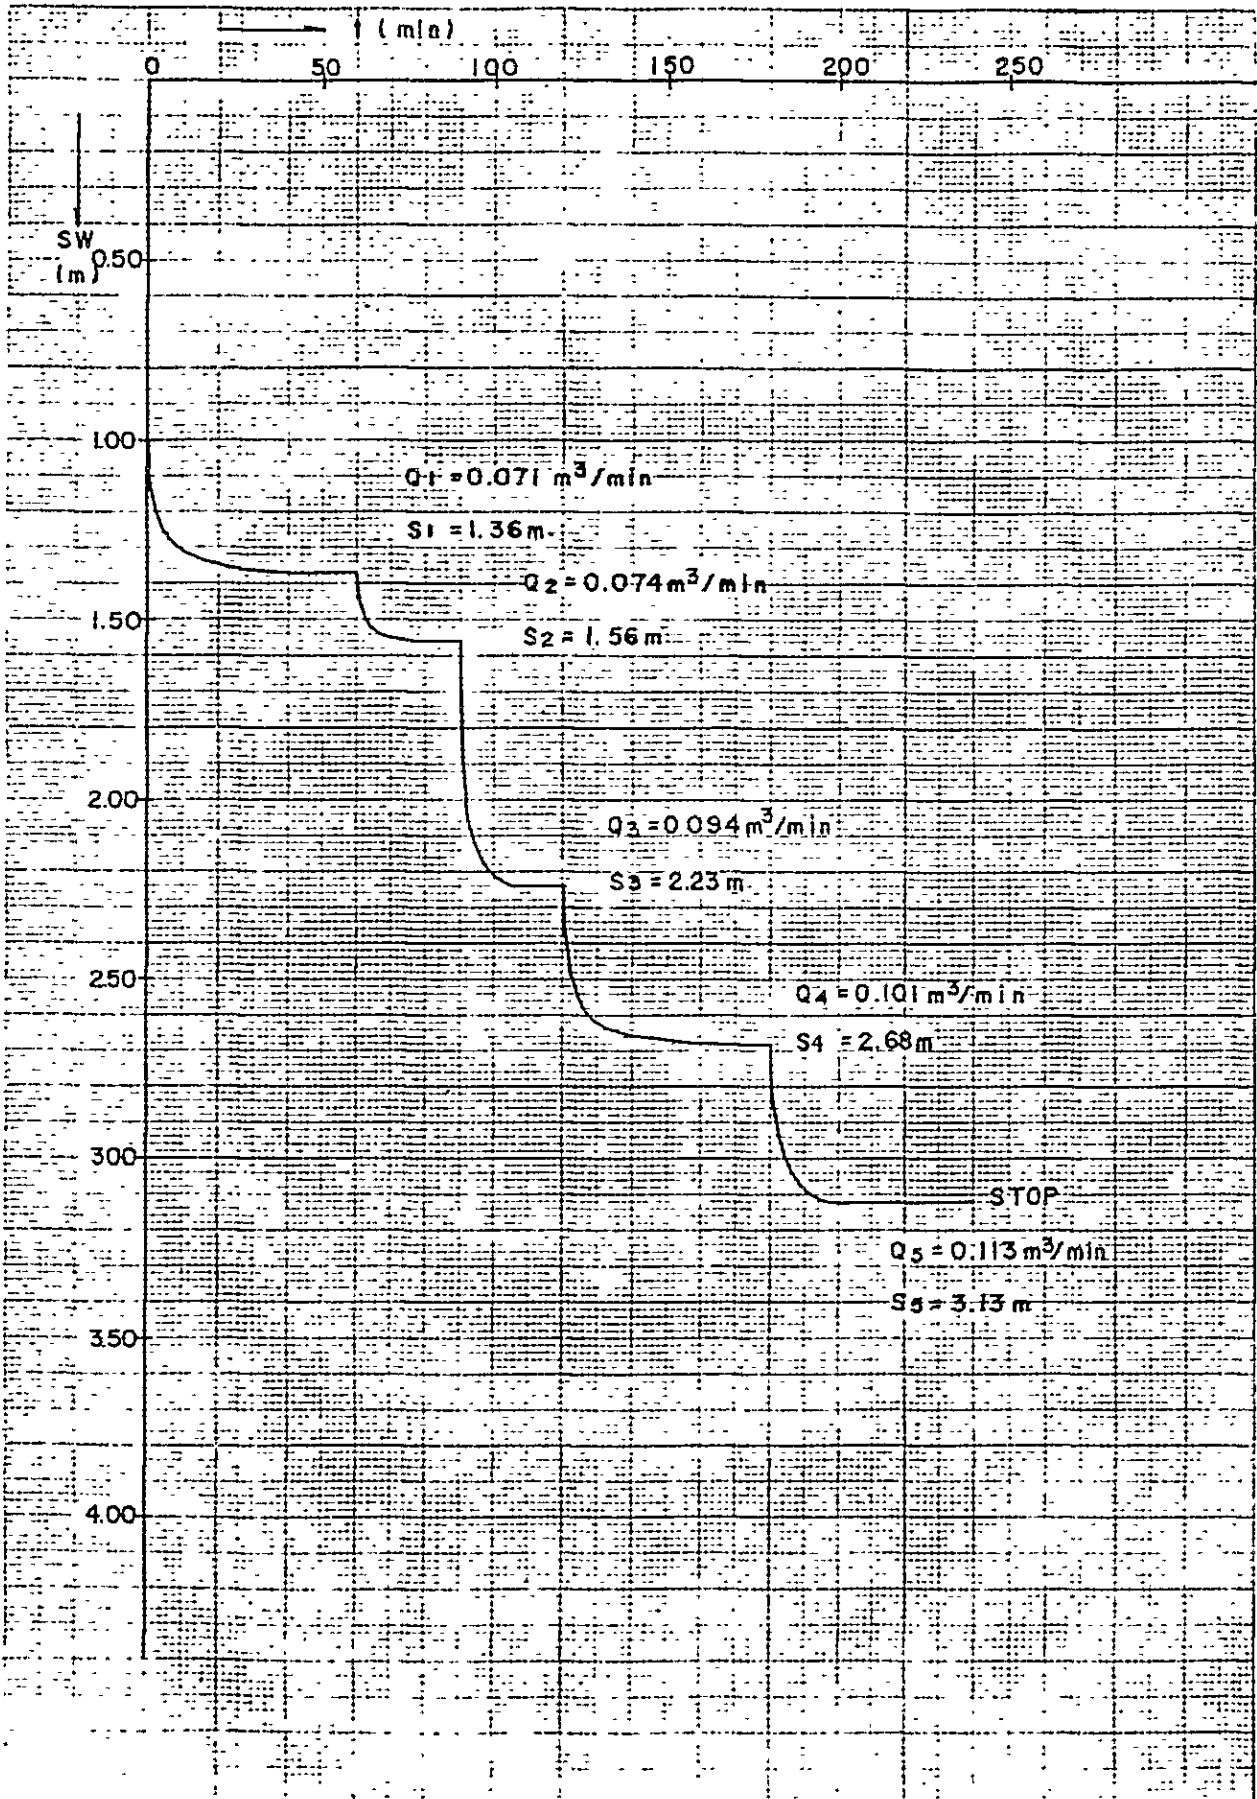 t (min)
0 50 100 150 200 250
SW
(m)
0.50
1.00
Q1 = 0.071 m³/min
S1 = 1.36 m.
Q2 = 0.074 m³/min
1.50
S2 = 1.56 m
2.00
Q3 = 0.094 m³/min
S3 = 2.23 m
2.50
Q4 = 0.101 m³/min
S4 = 2.68 m
3.00
STOP
Q5 = 0.113 m³/min
S5 = 3.13 m
3.50
4.00